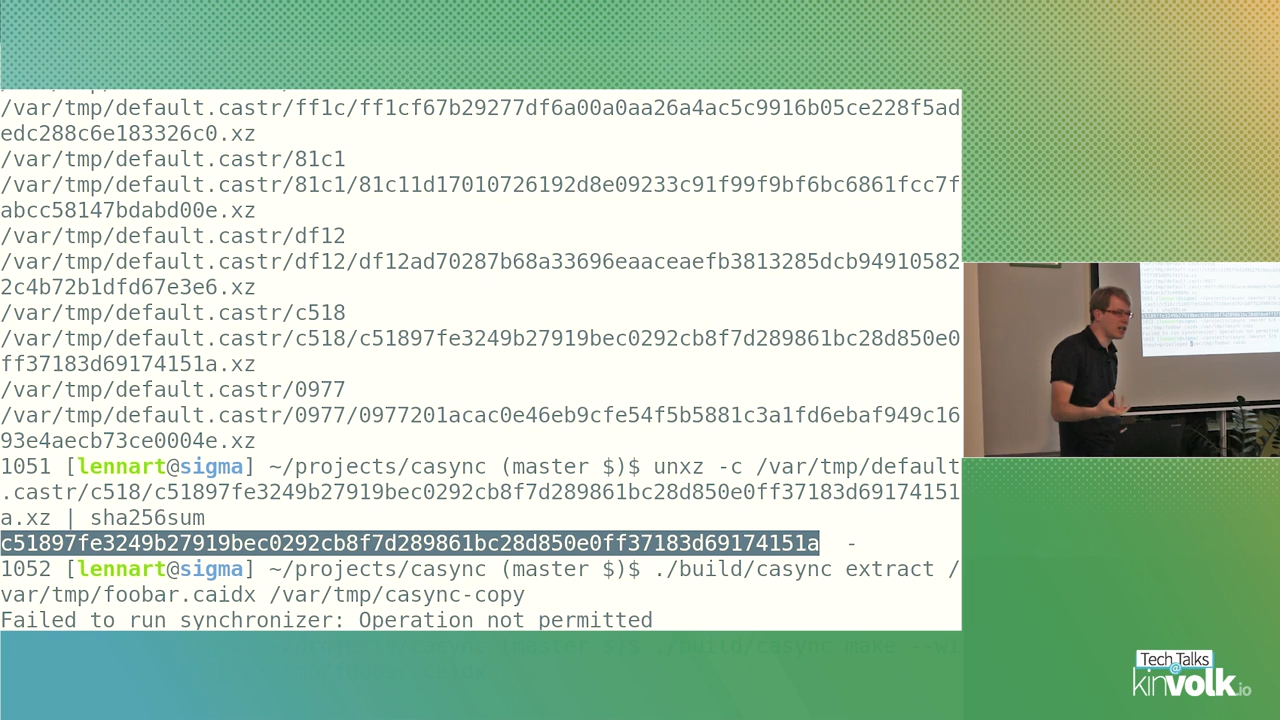 /var/tmp/default.castr/ff1c/ff1cf67b29277df6a00a0aa26a4ac5c9916b05ce228f5ad
edc288c6e183326c0.xz
/var/tmp/default.castr/81c1
/var/tmp/default.castr/81c1/81c11d17010726192d8e09233c91f99f9bf6bc6861fcc7f
abcc58147bdabd00e.xz
/var/tmp/default.castr/df12
/var/tmp/default.castr/df12/df12ad70287b68a33696eaaceaefb3813285dcb94910582
2c4b72b1dfd67e3e6.xz
/var/tmp/default.castr/c518
/var/tmp/default.castr/c518/c51897fe3249b27919bec0292cb8f7d289861bc28d850e0
ff37183d69174151a.xz
/var/tmp/default.castr/0977
/var/tmp/default.castr/0977/0977201acac0e46eb9cfe54f5b5881c3a1fd6ebaf949c16
93e4aecb73ce0004e.xz
1051 [lennart@sigma] ~/projects/casync (master $)$ unxz -c /var/tmp/default
.castr/c518/c51897fe3249b27919bec0292cb8f7d289861bc28d850e0ff37183d69174151
a.xz | sha256sum
c51897fe3249b27919bec0292cb8f7d289861bc28d850e0ff37183d69174151a  -
1052 [lennart@sigma] ~/projects/casync (master $)$ ./build/casync extract /
var/tmp/foobar.caidx /var/tmp/casync-copy
Failed to run synchronizer: Operation not permitted
Tech Talks
@
kinvolk.io